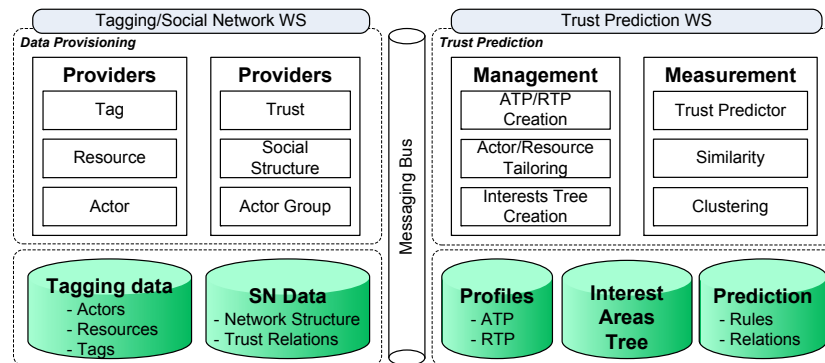 Tagging/Social Network WS
Data Provisioning
Providers
Tag
Resource
Actor
Providers
Trust
Social
Structure
Actor Group
Tagging data
- Actors
- Resources
- Tags
SN Data
- Network Structure
- Trust Relations
Messaging Bus
Trust Prediction WS
Trust Prediction
Management
ATP/RTP
Creation
Actor/Resource
Tailoring
Interests Tree
Creation
Measurement
Trust Predictor
Similarity
Clustering
Profiles
- ATP
- RTP
Interest
Areas
Tree
Prediction
- Rules
- Relations